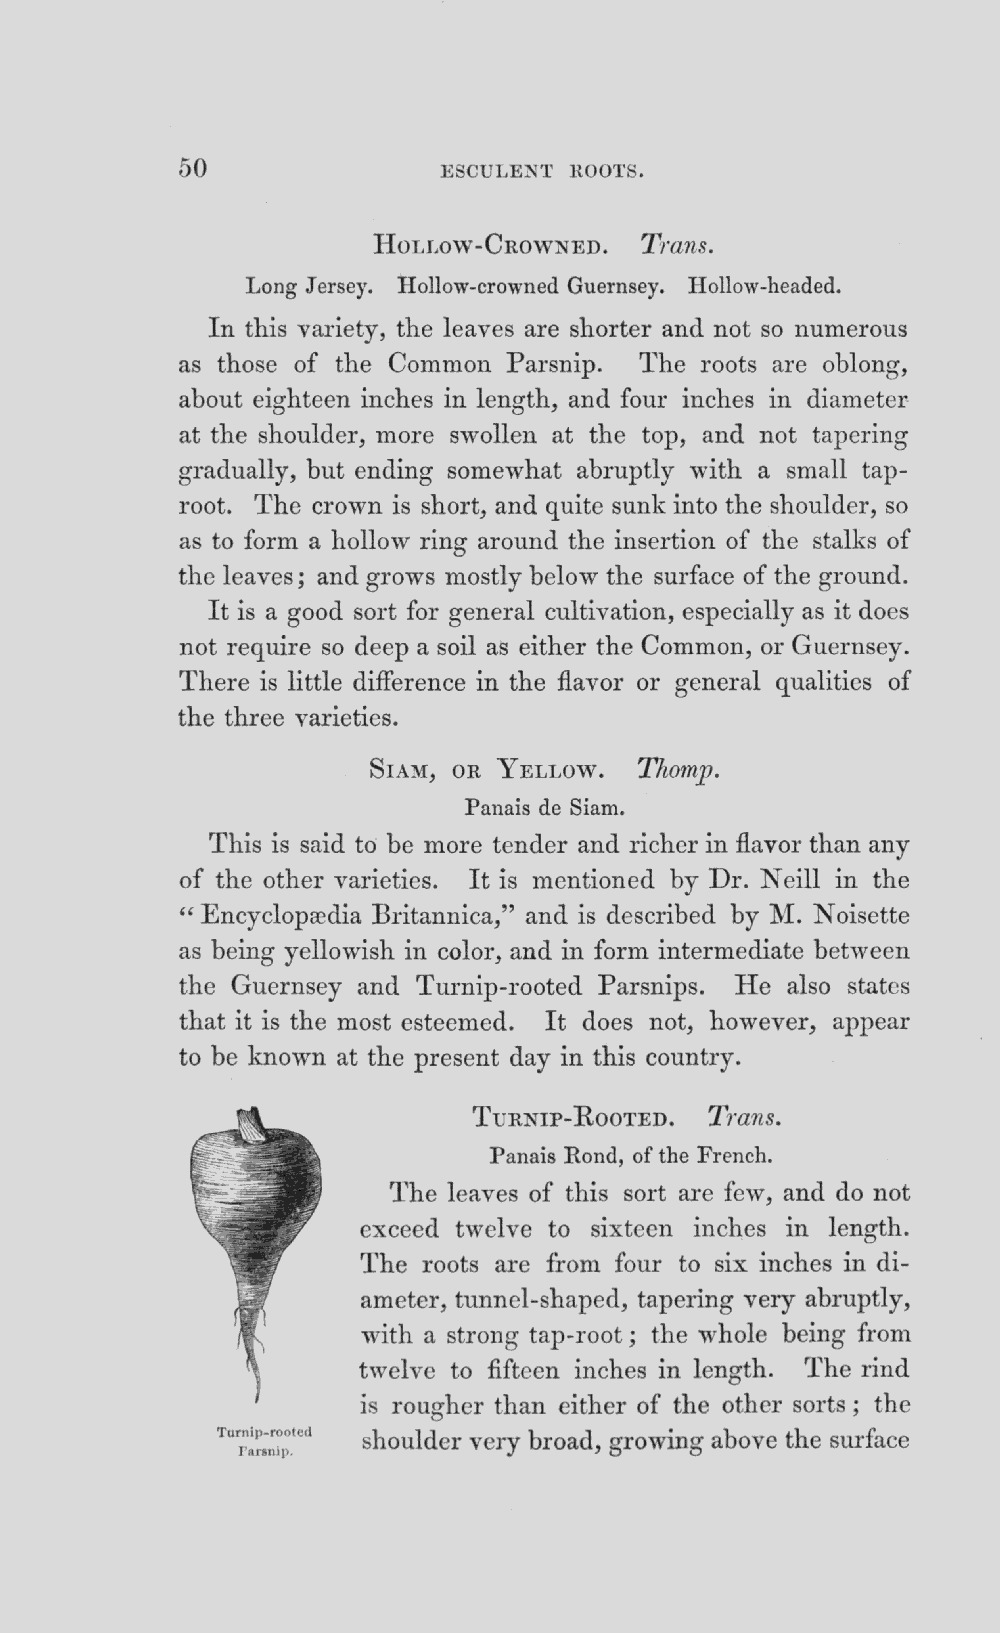 50
ESCULENT ROOTS.
HOLLOW-CROWNED. Trans.
Long Jersey. Hollow-crowned Guernsey. Hollow-headed.
In this variety, the leaves are shorter and not so numerous
as those of the Common Parsnip. The roots are oblong,
about eighteen inches in length, and four inches in diameter
at the shoulder, more swollen at the top, and not tapering
gradually, but ending somewhat abruptly with a small tap-
root. The crown is short, and quite sunk into the shoulder, so
as to form a hollow ring around the insertion of the stalks of
the leaves; and grows mostly below the surface of the ground.
It is a good sort for general cultivation, especially as it does
not require so deep a soil as either the Common, or Guernsey.
There is little difference in the flavor or general qualities of
the three varieties.
SIAM, OR YELLOW. Thomp.
Panais de Siam.
This is said to be more tender and richer in flavor than any
of the other varieties. It is mentioned by Dr. Neill in the
“Encyclopædia Britannica,” and is described by M. Noisette
as being yellowish in color, and in form intermediate between
the Guernsey and Turnip-rooted Parsnips. He also states
that it is the most esteemed. It does not, however, appear
to be known at the present day in this country.
TURNIP-ROOTED. Trans.
Panais Rond, of the French.
The leaves of this sort are few, and do not
exceed twelve to sixteen inches in length.
The roots are from four to six inches in di-
ameter, tunnel-shaped, tapering very abruptly,
with a strong tap-root; the whole being from
twelve to fifteen inches in length. The rind
is rougher than either of the other sorts; the
shoulder very broad, growing above the surface
Turnip-rooted
Parsnip.